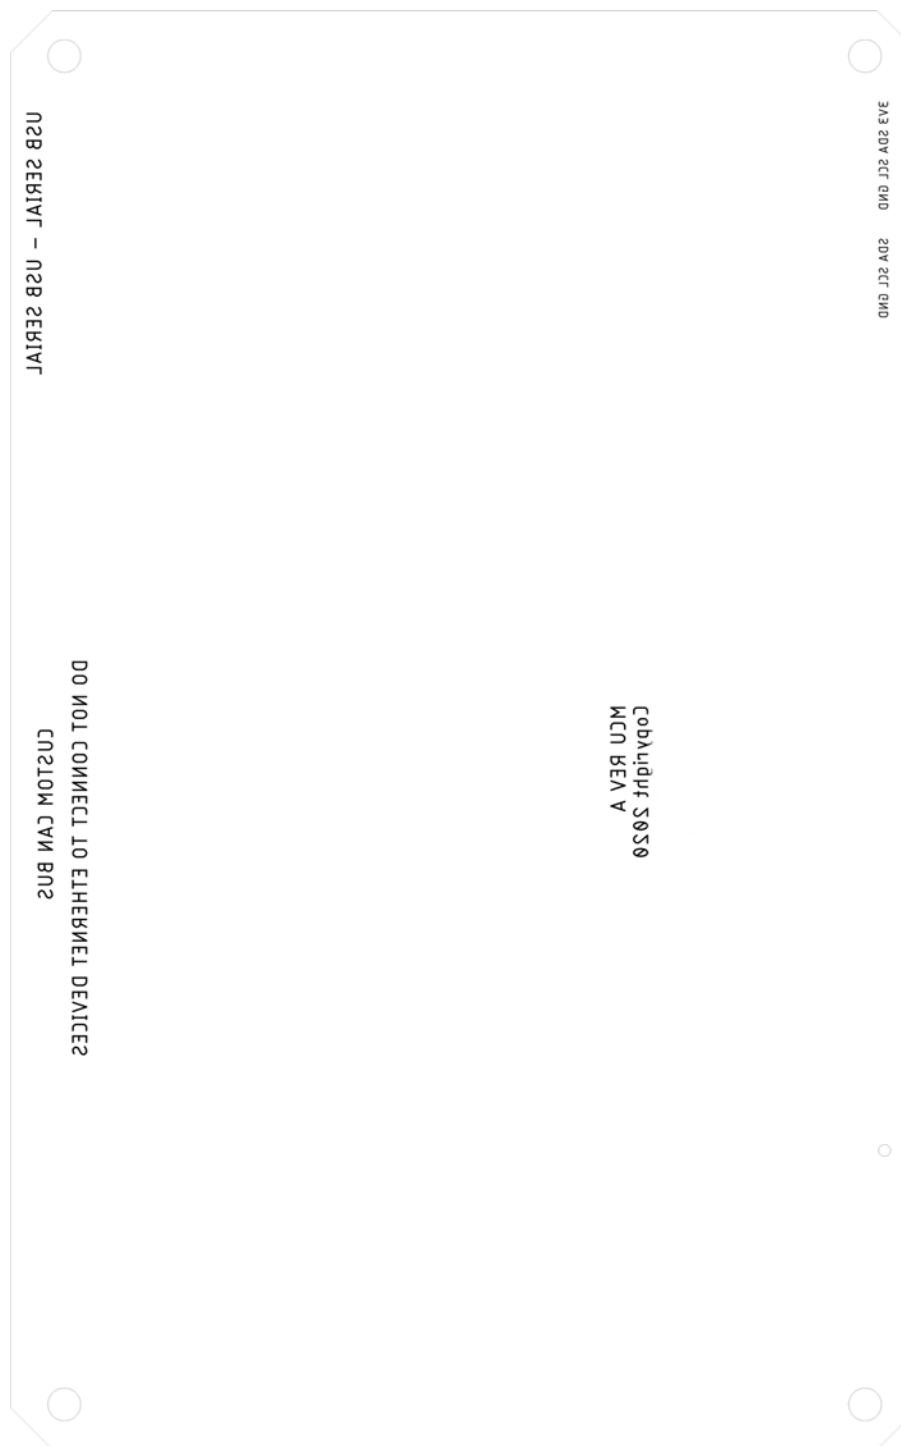 USB SERIAL - USB SERIAL
3V3 SDA SCL GND
SDA SCL GND
CUSTOM CAN BUS
DO NOT CONNECT TO ETHERNET DEVICES
MCU REV A
Copyright 2020